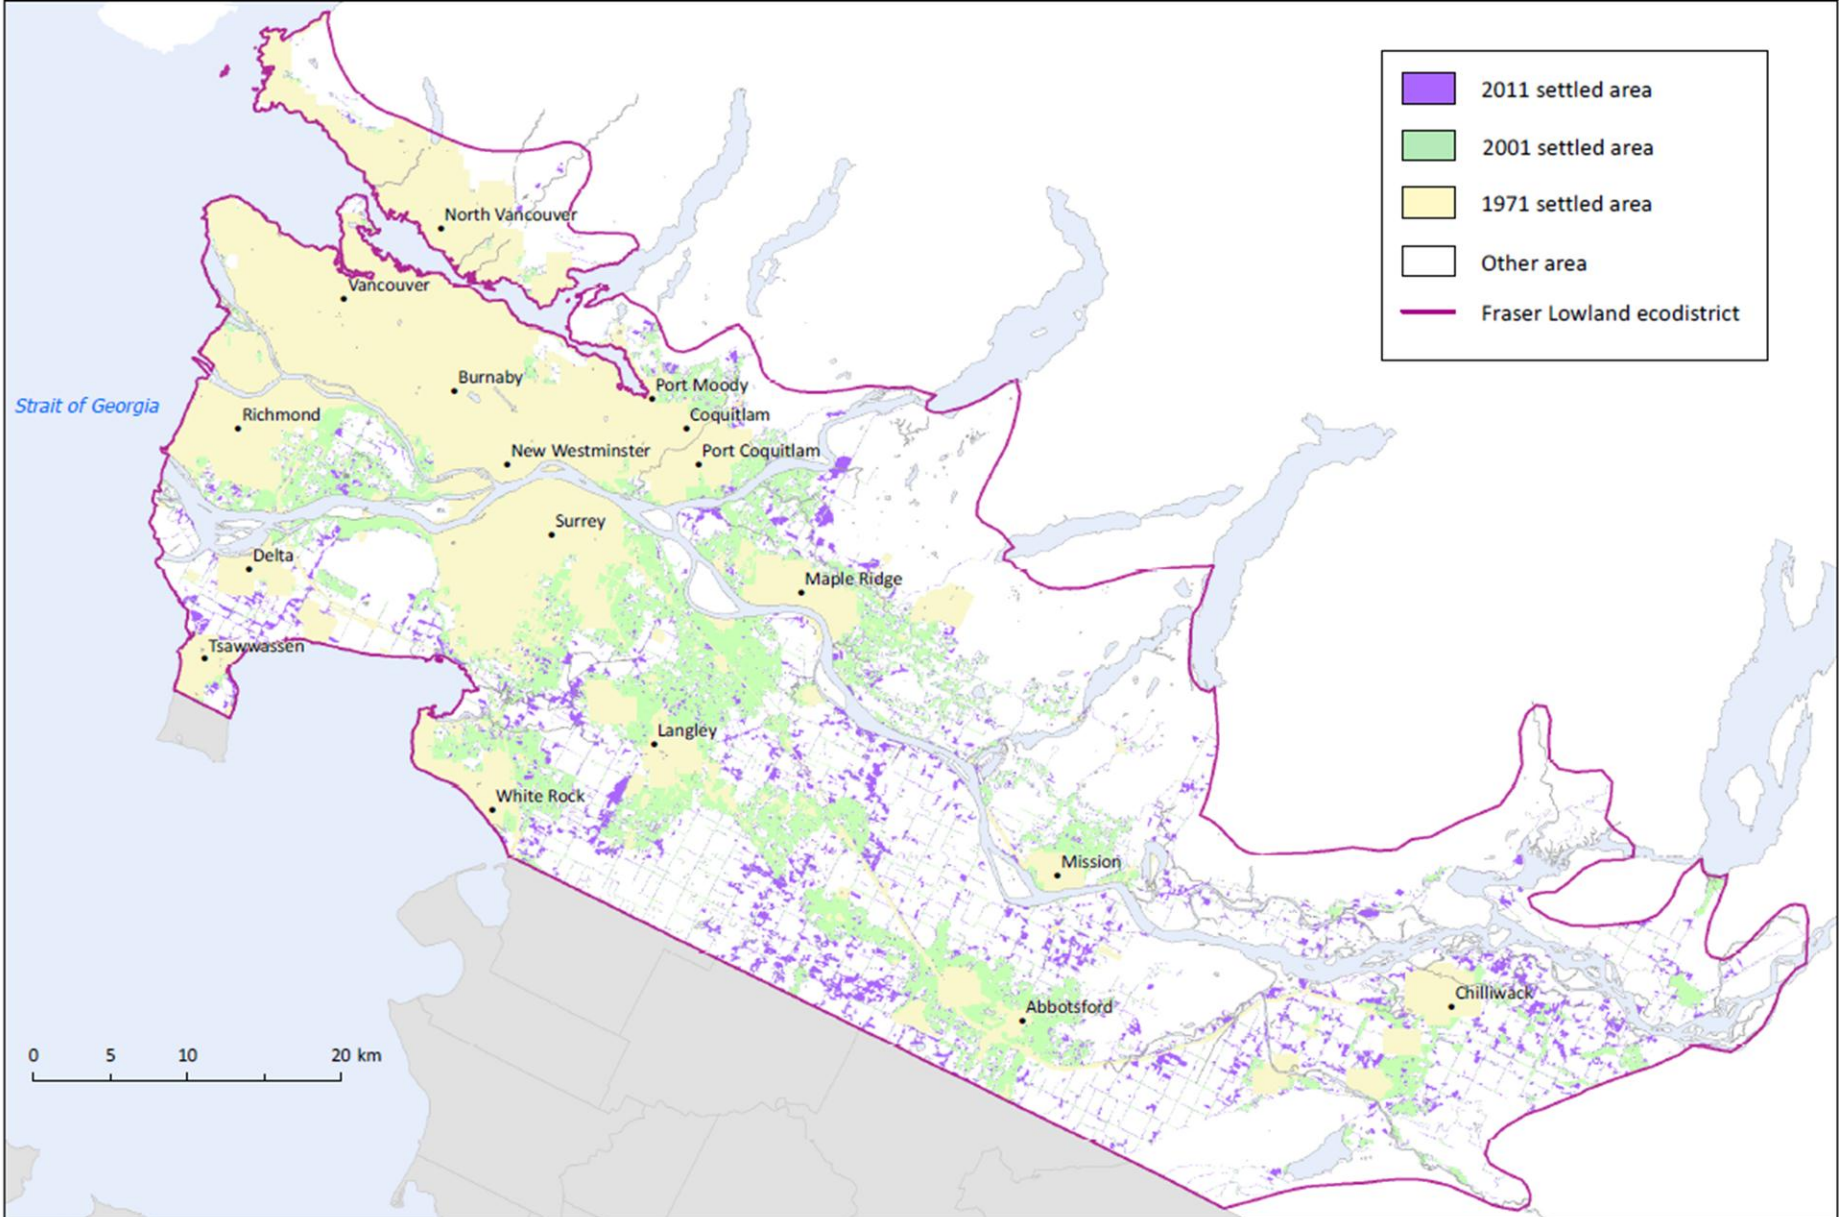 2011 settled area
2001 settled area
1971 settled area
Other area
Fraser Lowland ecodistrict
North Vancouver
Vancouver
Burnaby
Port Moody
Strait of Georgia
Richmond
Coquitlam
New Westminster
Port Coquitlam
Surrey
Delta
Maple Ridge
Tsawwassen
Langley
White Rock
Mission
Chilliwack
Abbotsford
0 5 10 20 km